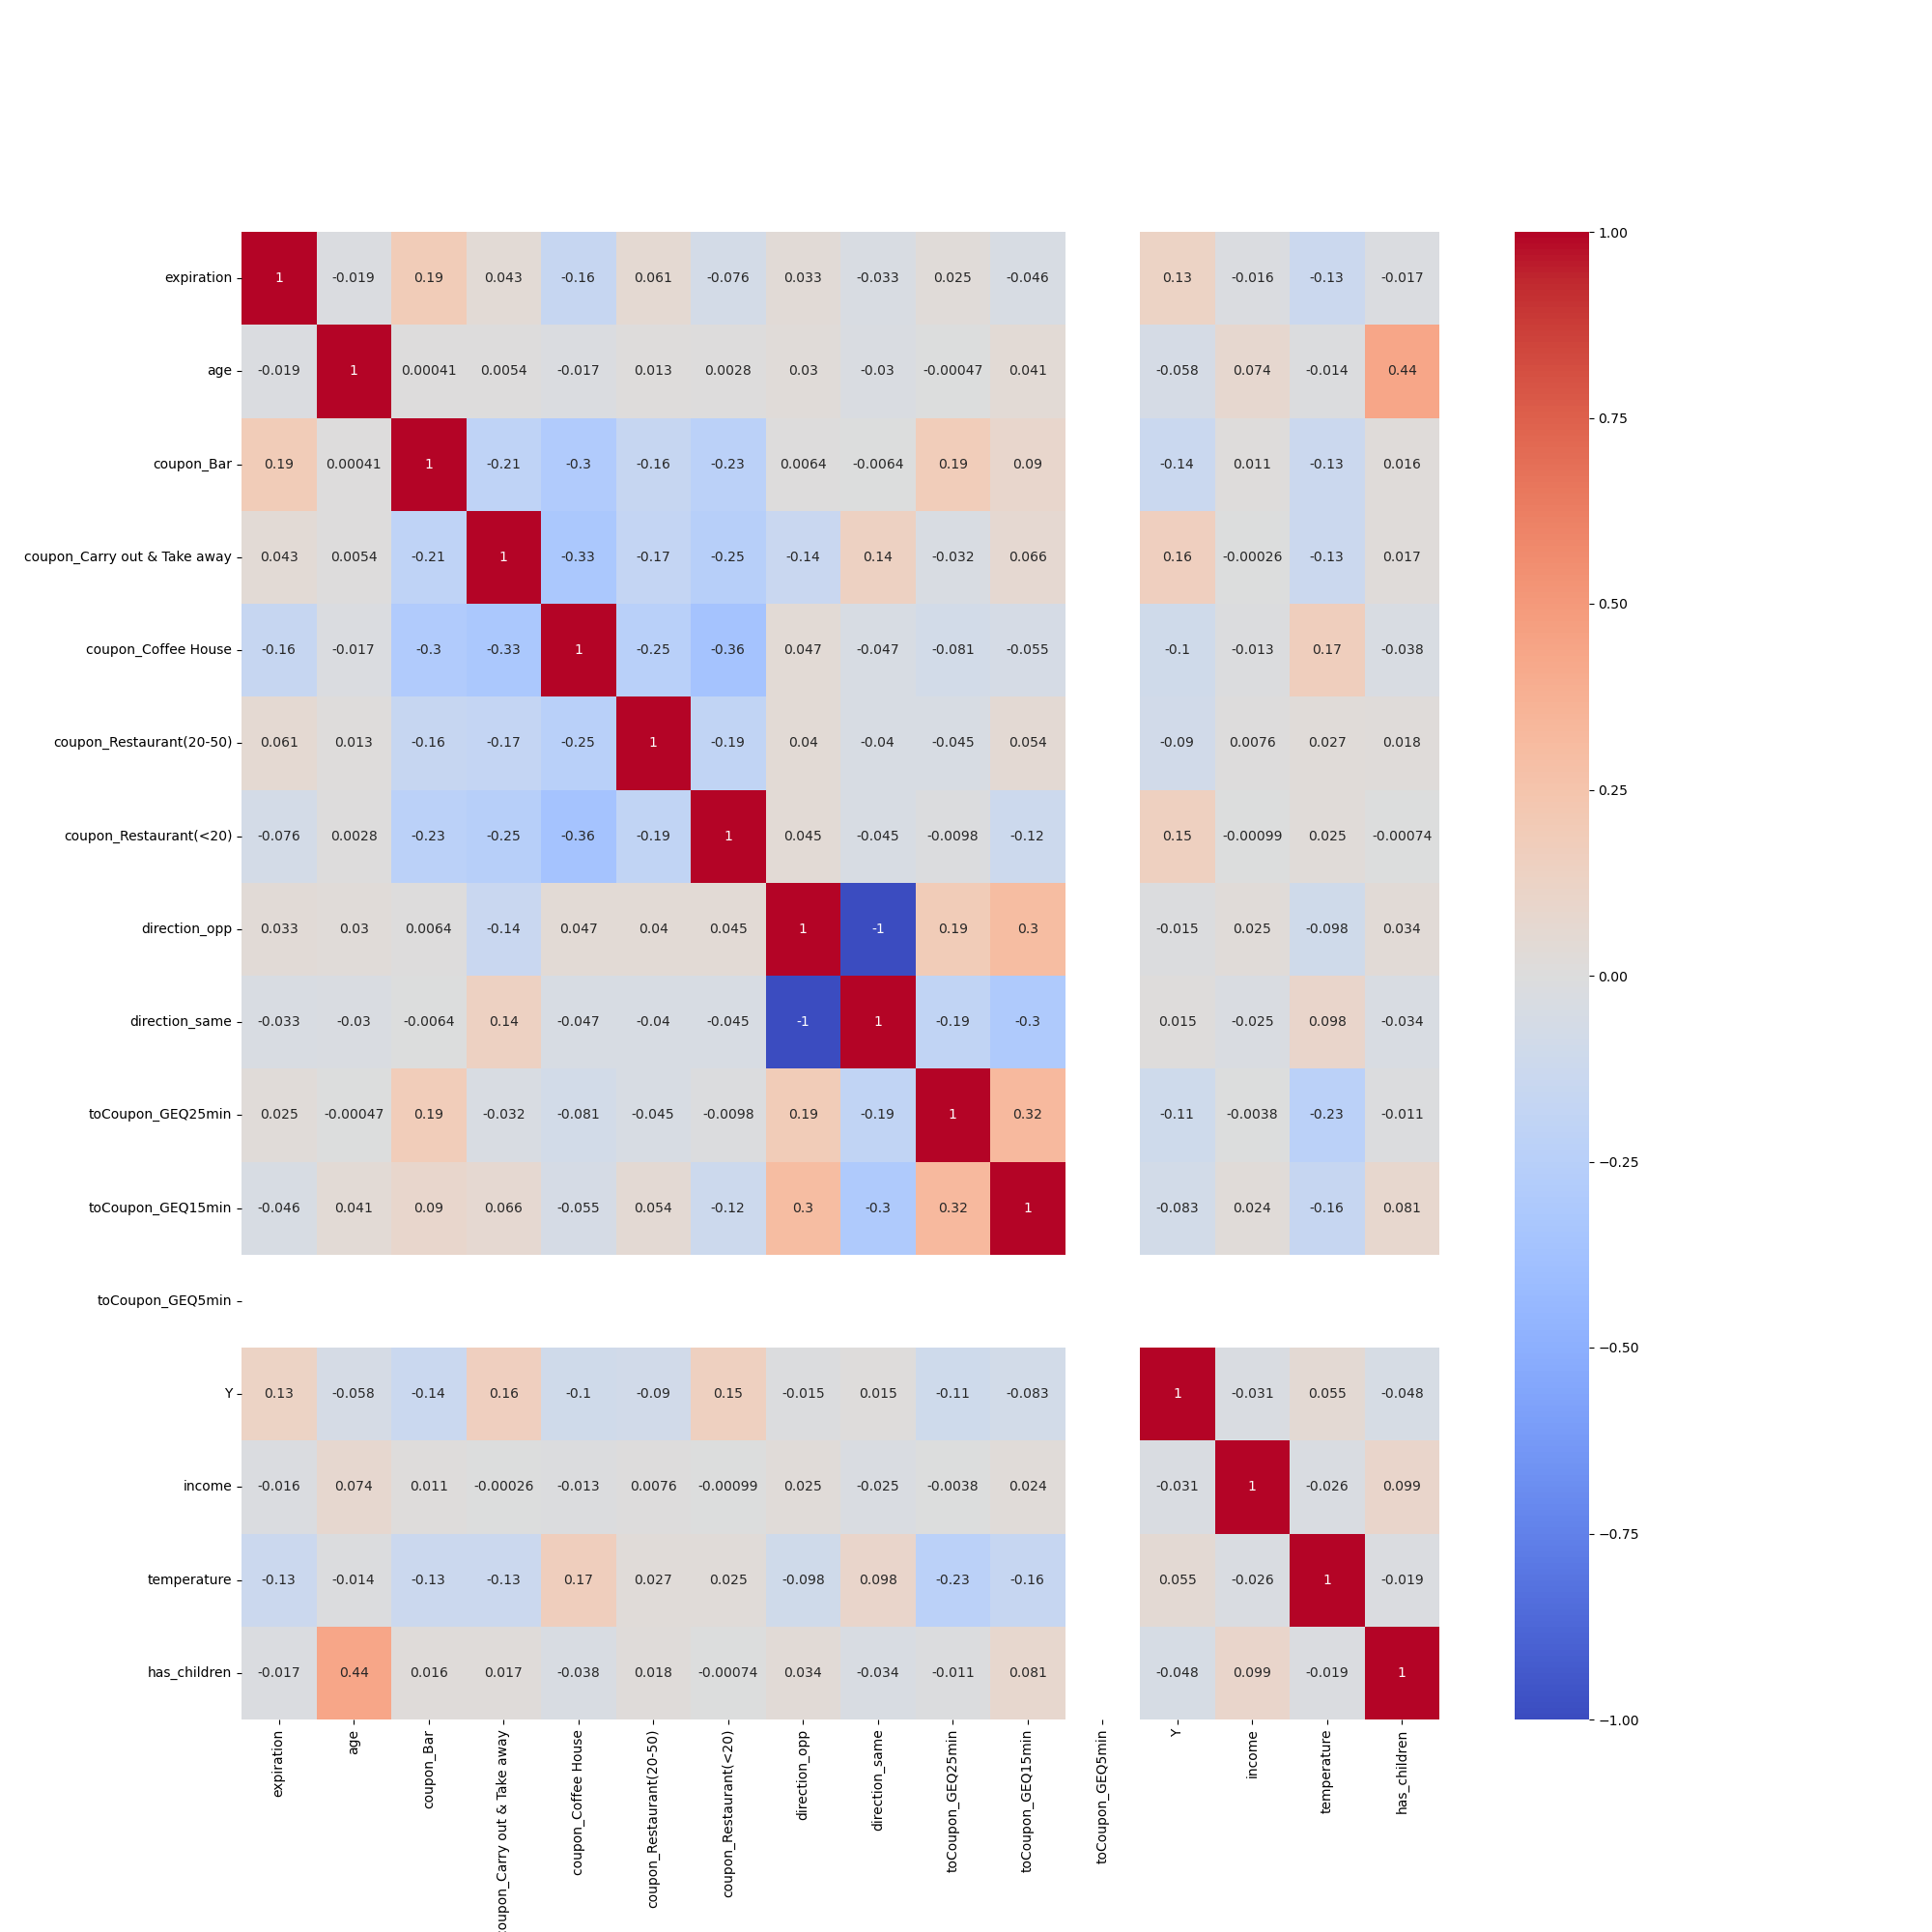 expiration 1 -0.019 0.19 0.043 -0.16 0.061 -0.076 0.033 -0.033 0.025 -0.046 0.13 -0.016 -0.13 -0.017
age -0.019 1 0.00041 0.0054 -0.017 0.013 0.0028 0.03 -0.03 -0.00047 0.041 -0.058 0.074 -0.014 0.44
coupon_Bar 0.19 0.00041 1 -0.21 -0.3 -0.16 -0.23 0.0064 -0.0064 0.19 0.09 -0.14 0.011 -0.13 0.016
coupon_Carry out & Take away 0.043 0.0054 -0.21 1 -0.33 -0.17 -0.25 -0.14 0.14 -0.032 0.066 0.16 -0.00026 -0.13 0.017
coupon_Coffee House -0.16 -0.017 -0.3 -0.33 1 -0.25 -0.36 0.047 -0.047 -0.081 -0.055 -0.1 -0.013 0.17 -0.038
coupon_Restaurant(20-50) 0.061 0.013 -0.16 -0.17 -0.25 1 -0.19 0.04 -0.04 -0.045 0.054 -0.09 0.0076 0.027 0.018
coupon_Restaurant(<20) -0.076 0.0028 -0.23 -0.25 -0.36 -0.19 1 0.045 -0.045 -0.0098 -0.12 0.15 -0.00099 0.025 -0.00074
direction_opp 0.033 0.03 0.0064 -0.14 0.047 0.04 0.045 1 -1 0.19 0.3 -0.015 0.025 -0.098 0.034
direction_same -0.033 -0.03 -0.0064 0.14 -0.047 -0.04 -0.045 -1 1 -0.19 -0.3 0.015 -0.025 0.098 -0.034
toCoupon_GEQ25min 0.025 -0.00047 0.19 -0.032 -0.081 -0.045 -0.0098 0.19 -0.19 1 0.32 -0.11 -0.0038 -0.23 -0.011
toCoupon_GEQ15min -0.046 0.041 0.09 0.066 -0.055 0.054 -0.12 0.3 -0.3 0.32 1 -0.083 0.024 -0.16 0.081
toCoupon_GEQ5min
Y 0.13 -0.058 -0.14 0.16 -0.1 -0.09 0.15 -0.015 0.015 -0.11 -0.083 1 -0.031 0.055 -0.048
income -0.016 0.074 0.011 -0.00026 -0.013 0.0076 -0.00099 0.025 -0.025 -0.0038 0.024 -0.031 1 -0.026 0.099
temperature -0.13 -0.014 -0.13 -0.13 0.17 0.027 0.025 -0.098 0.098 -0.23 -0.16 0.055 -0.026 1 -0.019
has_children -0.017 0.44 0.016 0.017 -0.038 0.018 -0.00074 0.034 -0.034 -0.011 0.081 -0.048 0.099 -0.019 1
expiration
age
coupon_Bar
oupon_Carry out & Take away
coupon_Coffee House
coupon_Restaurant(20-50)
coupon_Restaurant(<20)
direction_opp
direction_same
toCoupon_GEQ25min
toCoupon_GEQ15min
toCoupon_GEQ5min
Y
income
temperature
has_children
1.00
0.75
0.50
0.25
0.00
−0.25
−0.50
−0.75
−1.00